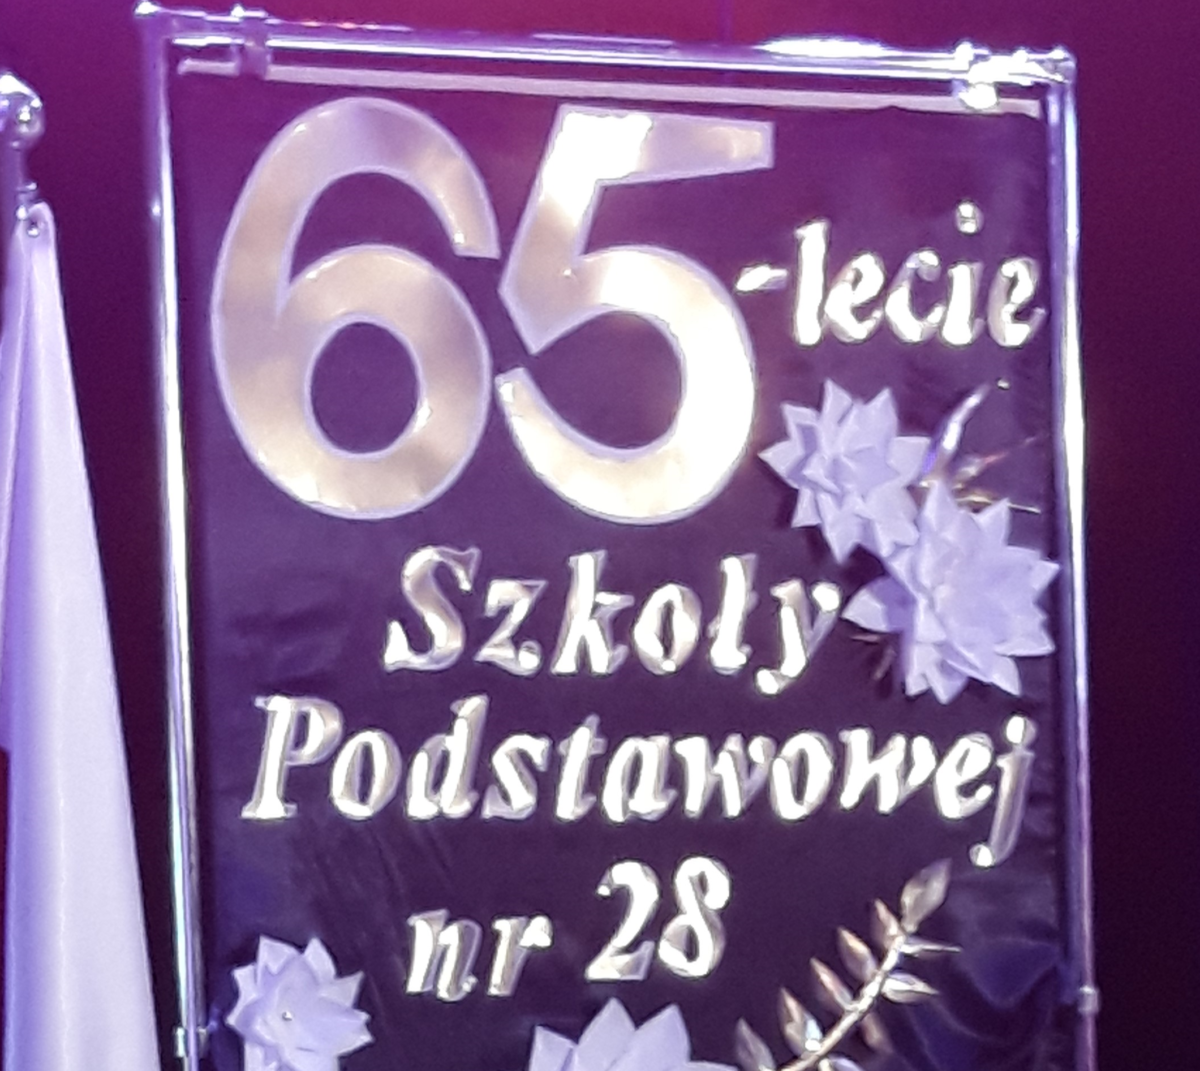 65-lecie
Szkoły
Podstawowej
nr 28